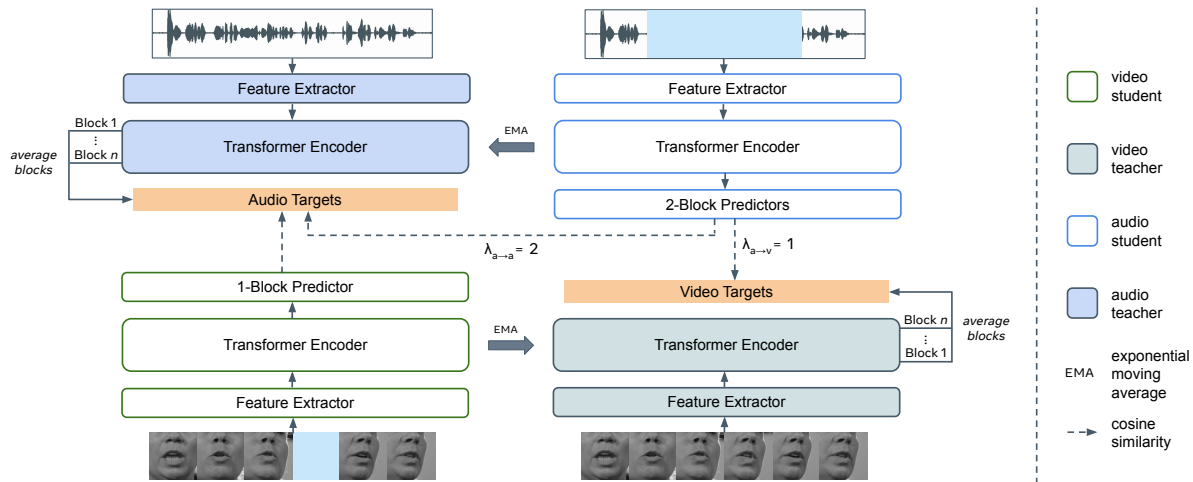 Feature Extractor
Transformer Encoder
Block 1
⋮
Block n
average
blocks
Audio Targets
EMA
Feature Extractor
Transformer Encoder
2-Block Predictors
λa→a = 2
λa→v = 1
1-Block Predictor
Transformer Encoder
Feature Extractor
EMA
Video Targets
Transformer Encoder
Feature Extractor
Block n
⋮
Block 1
average
blocks
video
student
video
teacher
audio
student
audio
teacher
EMA
exponential
moving
average
cosine
similarity